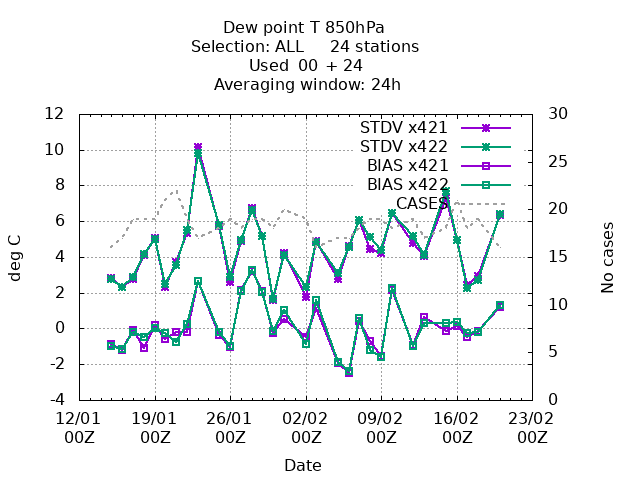 Dew point T 850hPa
Selection: ALL 24 stations
Used 00 + 24
Averaging window: 24h
12 30
STDV x421
10
STDV x422
25
BIAS x421
8
BIAS x422
20
CASES
6
deg C
No cases
4 15
2
10
0
5
-2
-4 0
12/01 19/01 26/01 02/02 09/02 16/02 23/02
00Z 00Z 00Z 00Z 00Z 00Z 00Z
Date